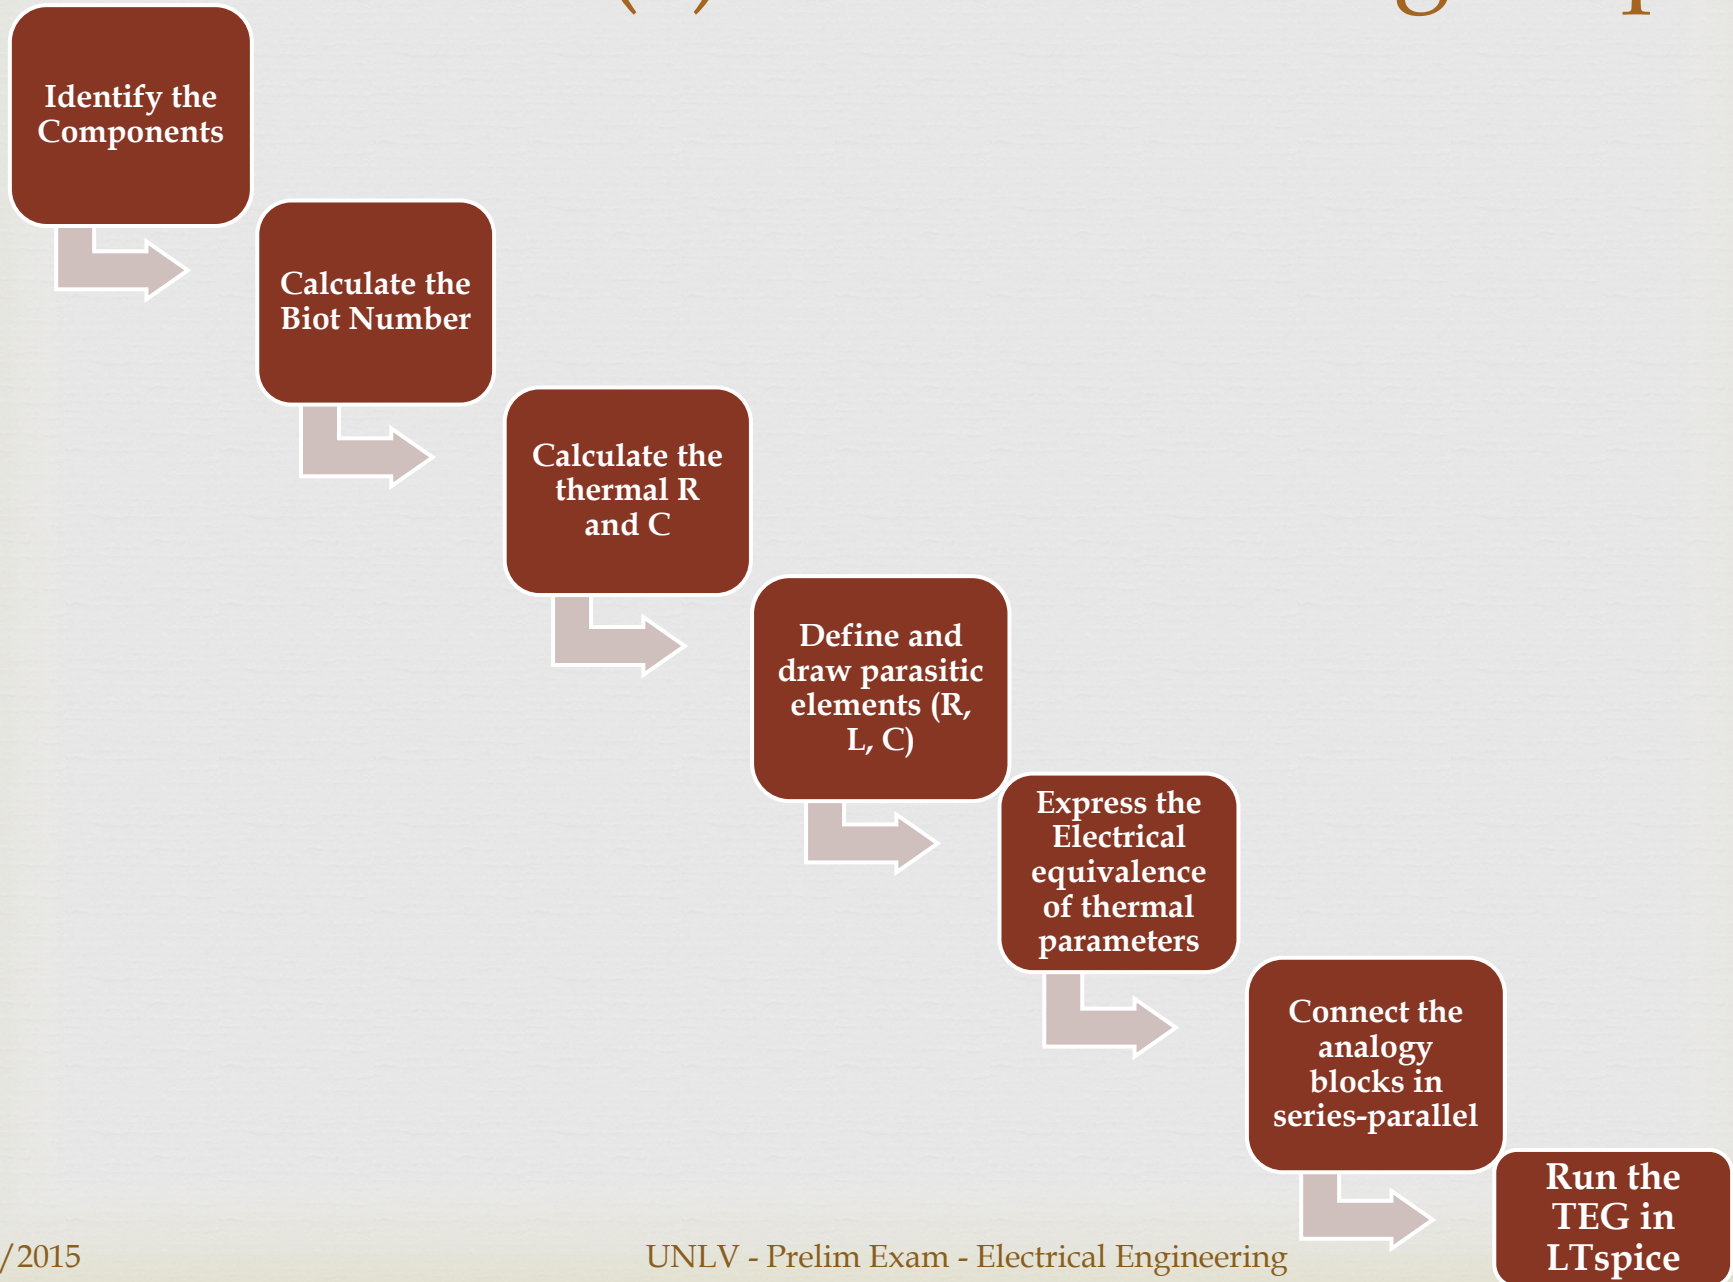 Identify the
Components
Calculate the
Biot Number
Calculate the
thermal R
and C
Define and
draw parasitic
elements (R,
L, C)
Express the
Electrical
equivalence
of thermal
parameters
Connect the
analogy
blocks in
series-parallel
Run the
TEG in
LTspice
/2015
UNLV - Prelim Exam - Electrical Engineering